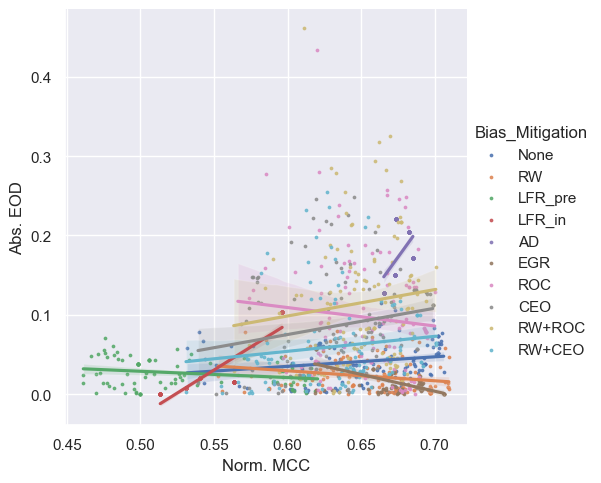 0.4
0.3
0.2
0.1
0.0
Abs. EOD
0.45
0.50
0.55
0.60
0.65
0.70
Norm. MCC
Bias_Mitigation
None
RW
LFR_pre
LFR_in
AD
EGR
ROC
CEO
RW+ROC
RW+CEO